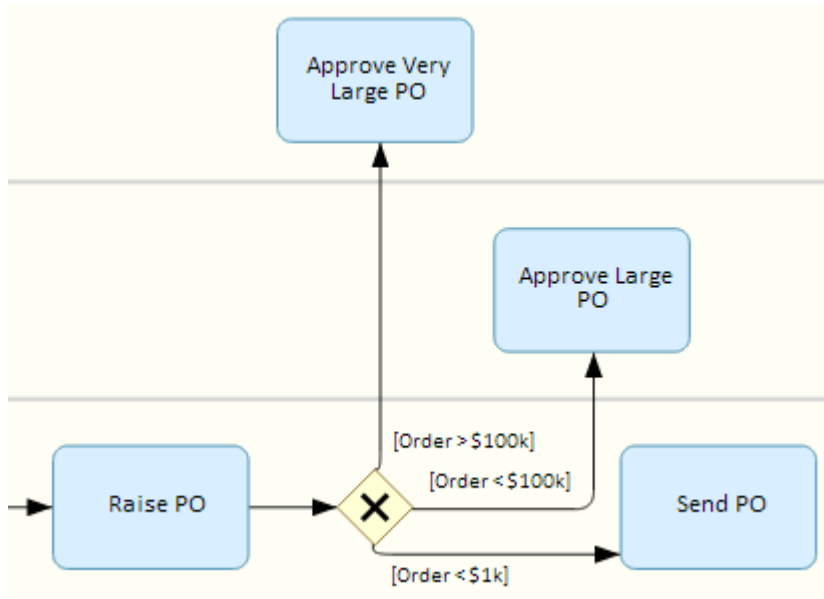 Approve Very
Large PO
Approve Large
PO
[Order > $100k]
[Order < $100k]
Raise PO
Send PO
[Order < $1k]